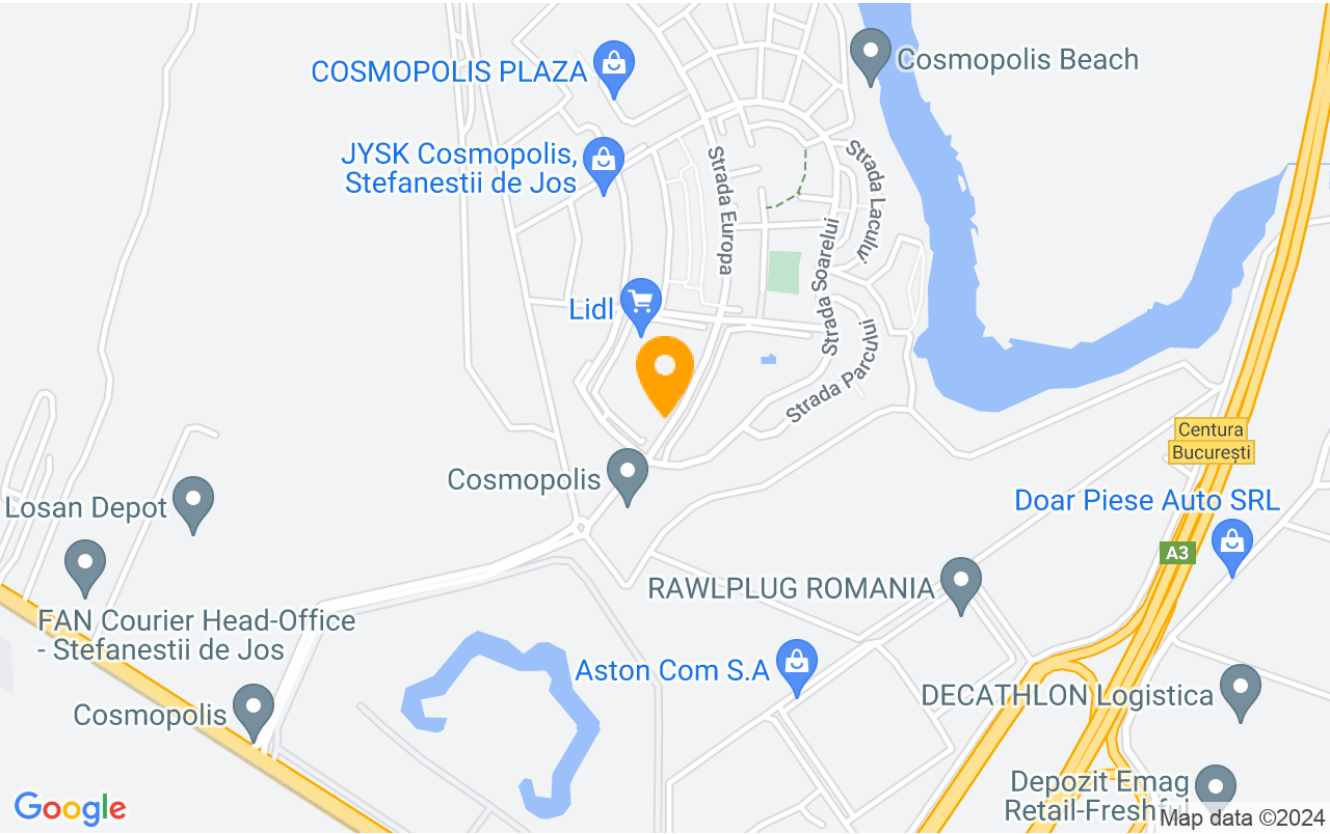 COSMOPOLIS PLAZA
Cosmopolis Beach
JYSK Cosmopolis,
Stefanestii de Jos
Strada Europa
Strada Lacului
Strada Soarelui
Lidl
Strada Parcului
Centura
București
Cosmopolis
Losan Depot
Doar Piese Auto SRL
A3
RAWLPLUG ROMANIA
FAN Courier Head-Office
- Stefanestii de Jos
Aston Com S.A
DECATHLON Logistica
Cosmopolis
Depozit Emag
Retail-Freshful
Google
Map data ©2024